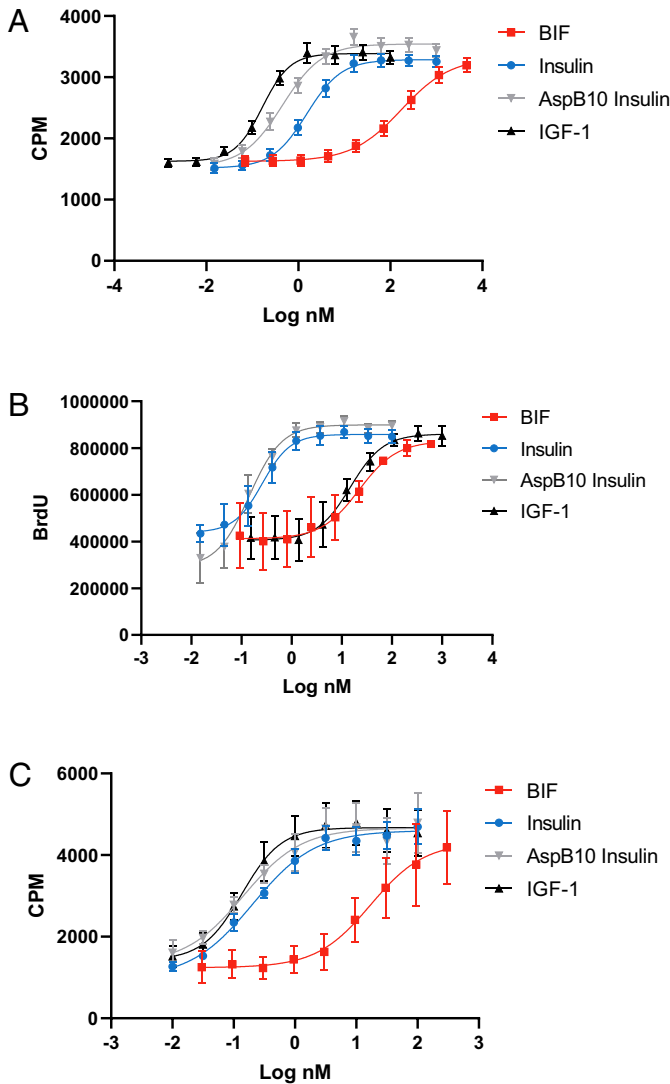 A
4000
3000
2000
1000
0
CPM
-4
-2
0
2
4
Log nM
BIF
Insulin
AspB10 Insulin
IGF-1
B
1000000
800000
600000
400000
200000
0
BrdU
-3
-2
-1
0
1
2
3
4
Log nM
BIF
Insulin
AspB10 Insulin
IGF-1
C
6000
4000
2000
0
CPM
-3
-2
-1
0
1
2
3
Log nM
BIF
Insulin
AspB10 Insulin
IGF-1